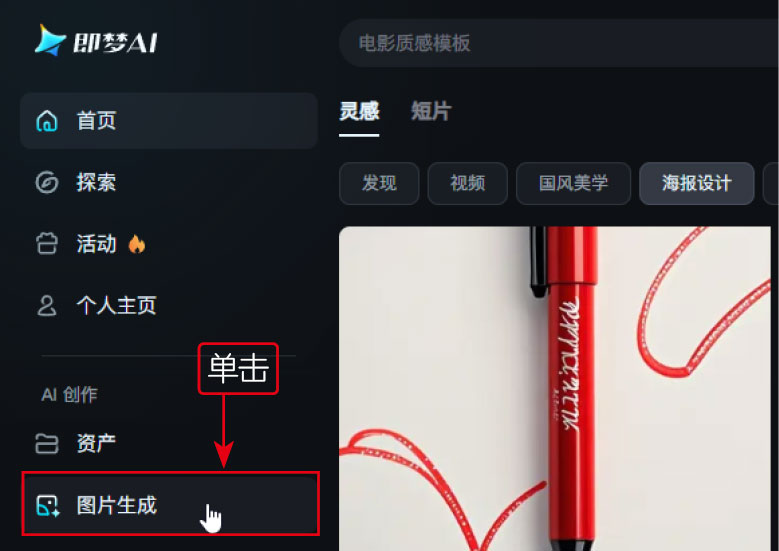 即梦AI
电影质感模板
首页
灵感 短片
探索
发现 视频 国风美学 海报设计
活动
个人主页
单击
AI 创作
资产
图片生成